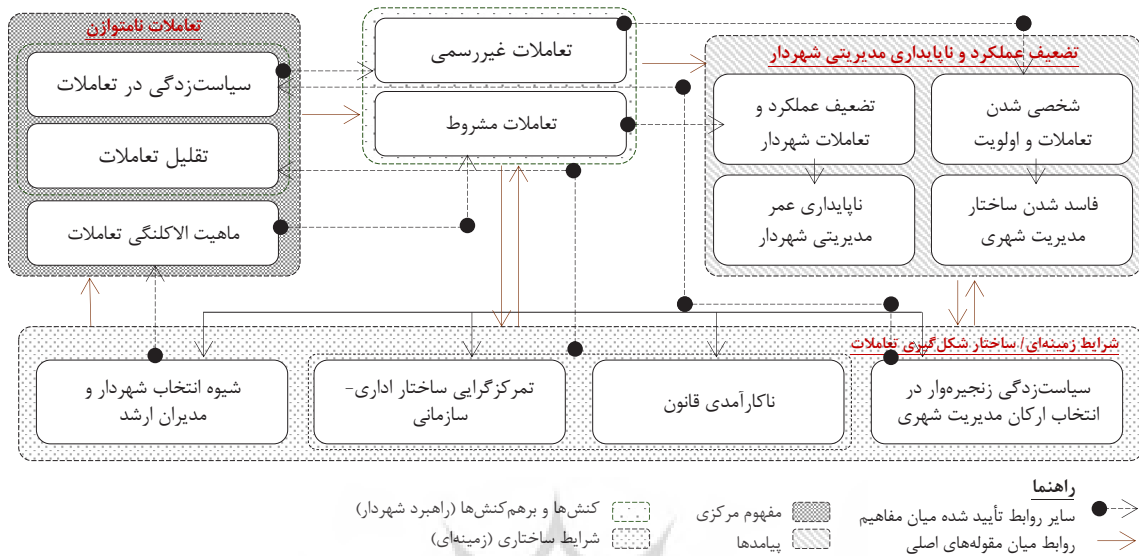 تعاملات نامتوازن
سیاست‌زدگی در تعاملات
تقلیل تعاملات
ماهیت الاکلنگی تعاملات
تعاملات غیررسمی
تعاملات مشروط
تضعیف عملکرد و ناپایداری مدیریتی شهردار
شخصی شدن
تعاملات و اولویت
تضعیف عملکرد و
تعاملات شهردار
فاسد شدن ساختار
مدیریت شهری
ناپایداری عمر
مدیریتی شهردار
شرایط زمینه‌ای/ ساختار شکل‌گیری تعاملات
سیاست‌زدگی زنجیره‌وار در
انتخاب ارکان مدیریت شهری
ناکارآمدی قانون
تمرکزگرایی ساختار اداری-
سازمانی
شیوه انتخاب شهردار و
مدیران ارشد
راهنما
سایر روابط تأیید شده میان مفاهیم
روابط میان مقوله‌های اصلی
مفهوم مرکزی
پیامدها
کنش‌ها و برهم‌کنش‌ها (راهبرد شهردار)
شرایط ساختاری (زمینه‌ای)